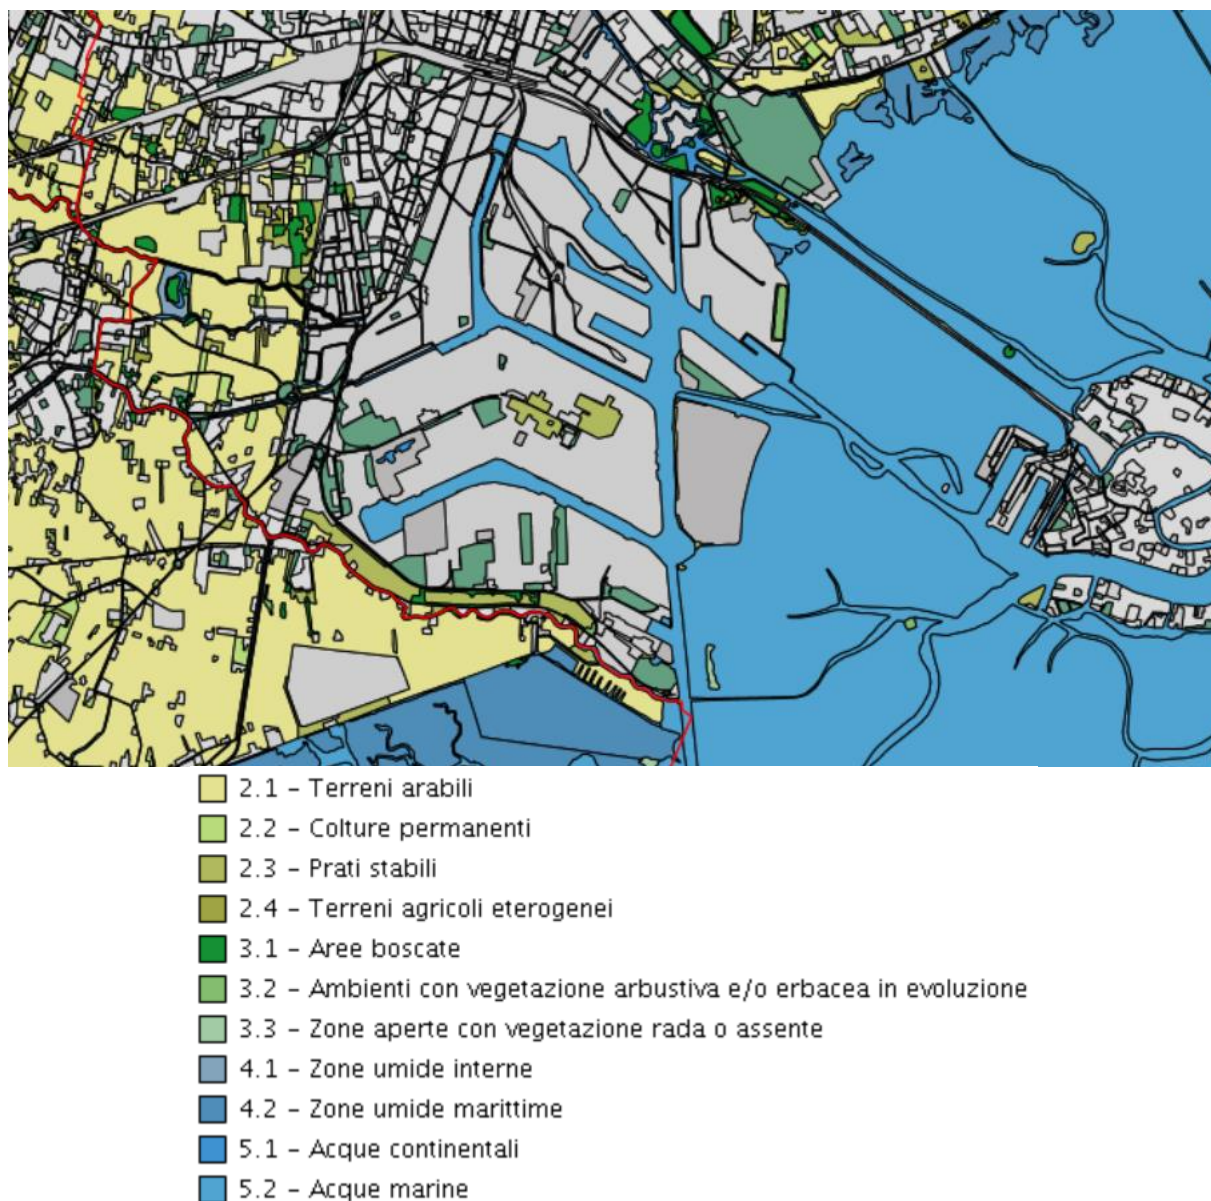 2.1 – Terreni arabili
2.2 – Colture permanenti
2.3 – Prati stabili
2.4 – Terreni agricoli eterogenei
3.1 – Aree boscate
3.2 – Ambienti con vegetazione arbustiva e/o erbacea in evoluzione
3.3 – Zone aperte con vegetazione rada o assente
4.1 – Zone umide interne
4.2 – Zone umide marittime
5.1 – Acque continentali
5.2 – Acque marine